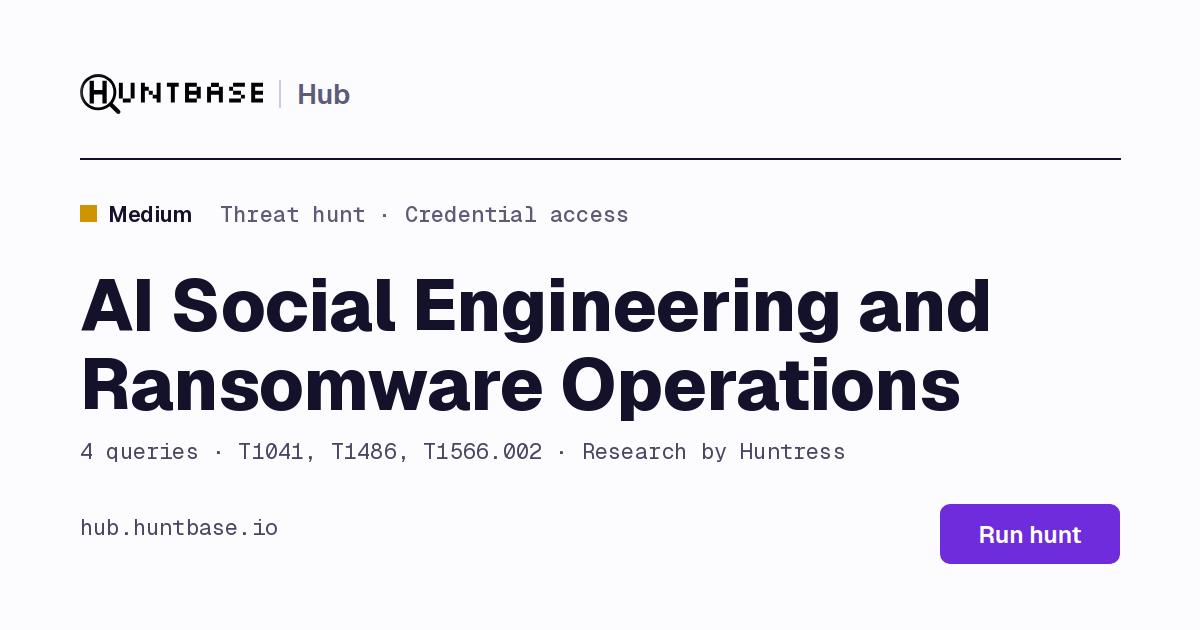 HUNTBASE | Hub
Medium Threat hunt · Credential access
AI Social Engineering and
Ransomware Operations
4 queries · T1041, T1486, T1566.002 · Research by Huntress
hub.huntbase.io
Run hunt